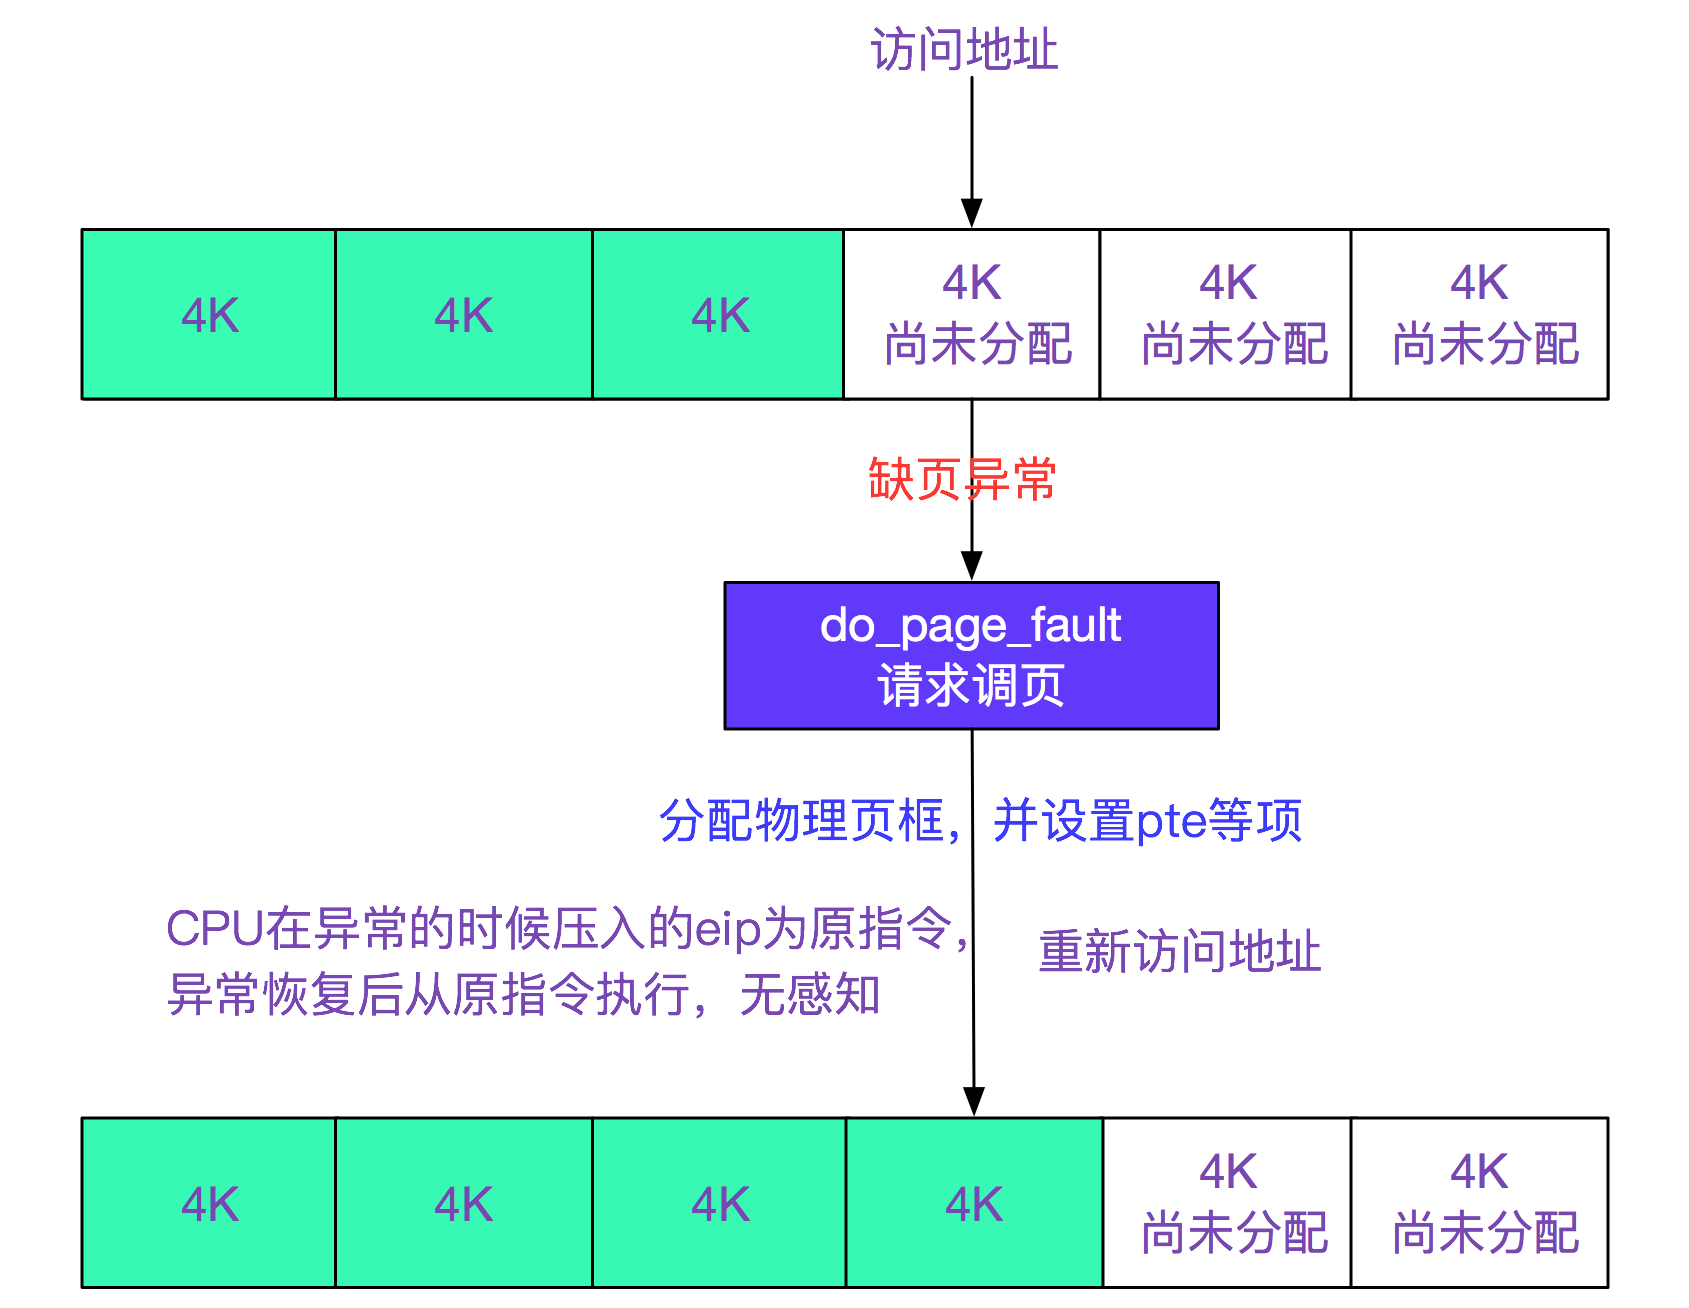 访问地址
4K
4K
4K
4K
尚未分配
4K
尚未分配
4K
尚未分配
缺页异常
do_page_fault
请求调页
分配物理页框，并设置pte等项
CPU在异常的时候压入的eip为原指令，
异常恢复后从原指令执行，无感知
重新访问地址
4K
4K
4K
4K
4K
尚未分配
4K
尚未分配